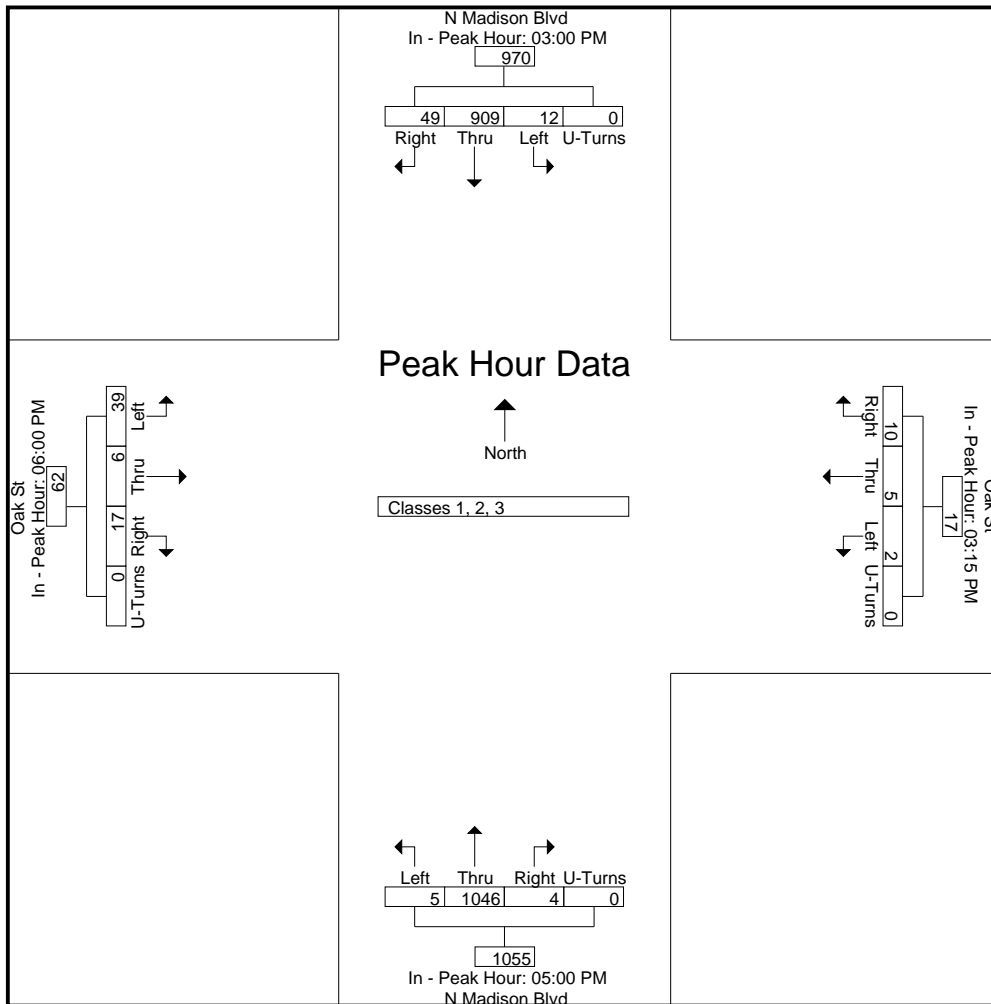 N Madison Blvd
In - Peak Hour: 03:00 PM
970
49 909 12 0
Right Thru Left U-Turns
Peak Hour Data
North
Classes 1, 2, 3
Oak St
In - Peak Hour: 06:00 PM
62
39 6 17 0
Left Thru Right U-Turns
Oak St
In - Peak Hour: 03:15 PM
17
10 5 2 0
Right Thru Left U-Turns
Left Thru Right U-Turns
5 1046 4 0
1055
In - Peak Hour: 05:00 PM
N Madison Blvd